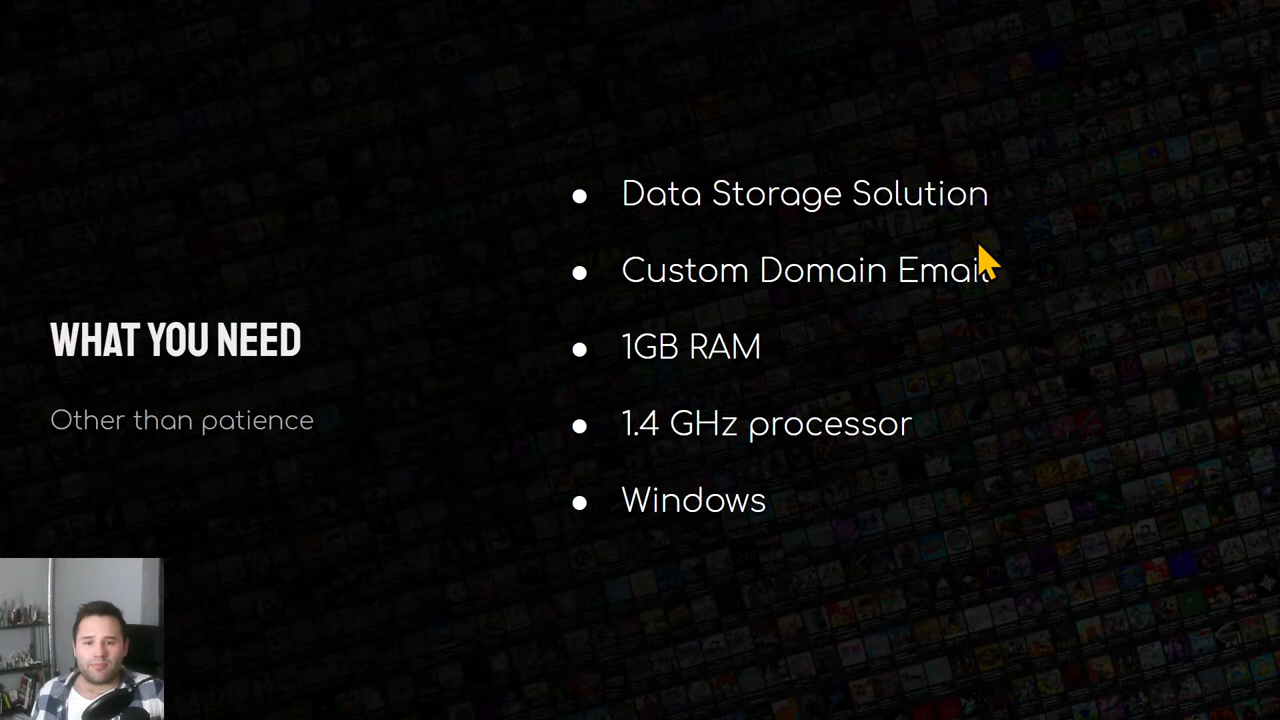 WHAT YOU NEED
Other than patience
Data Storage Solution
Custom Domain Email
1GB RAM
1.4 GHz processor
Windows